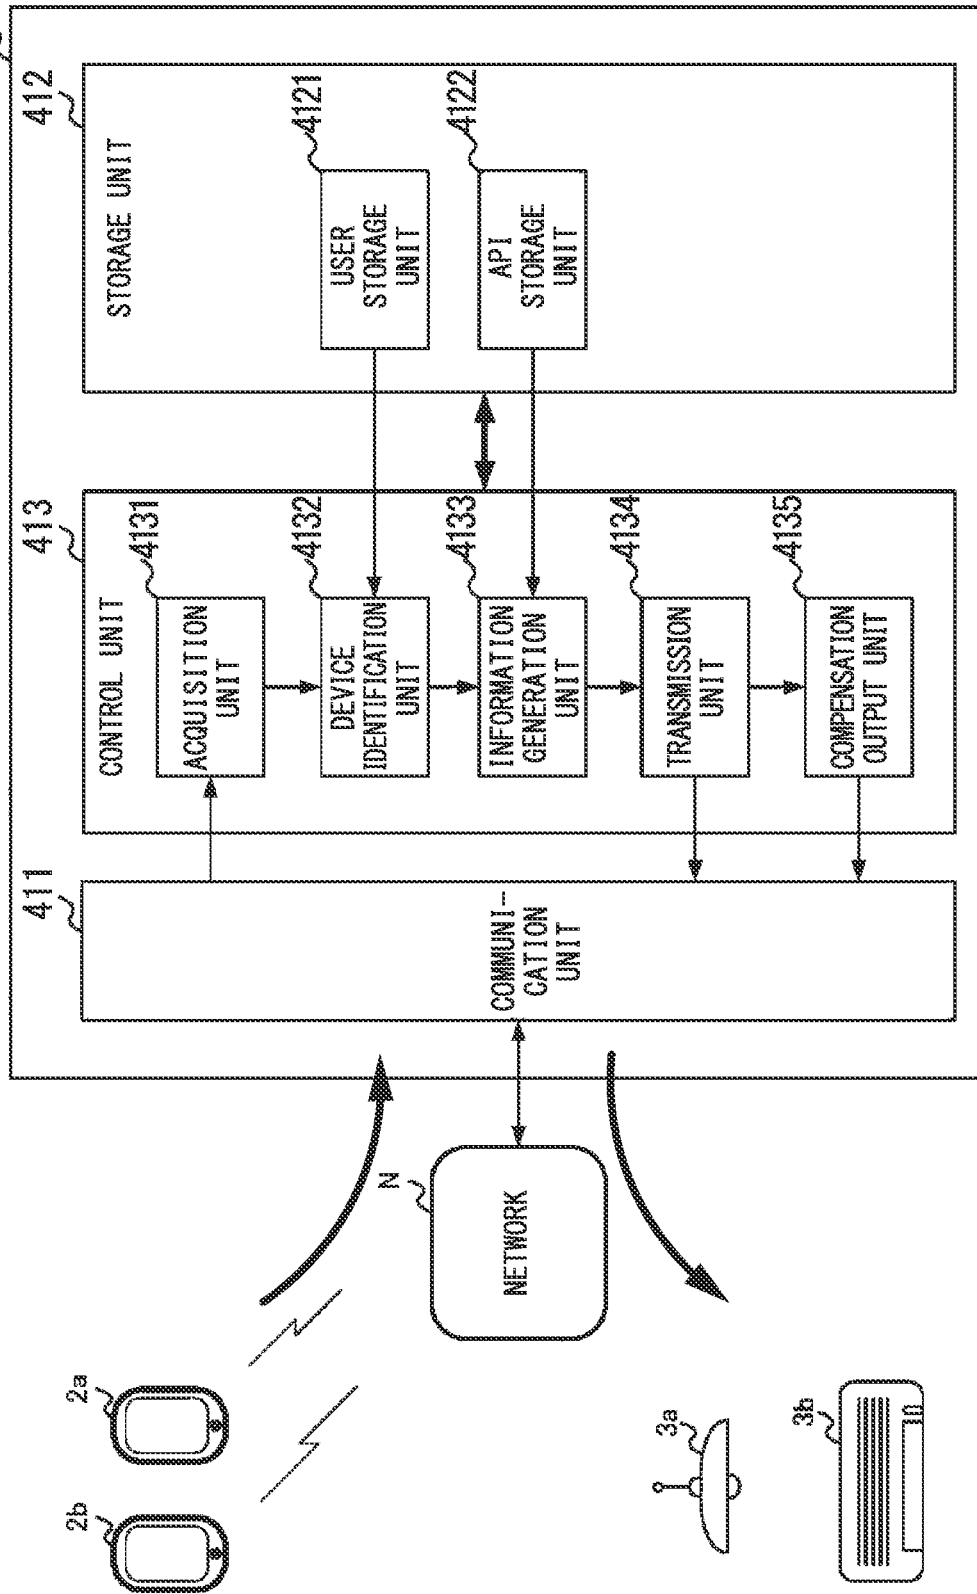 2b
2a
3a
3b
N
NETWORK
411
COMMUNI-
CATION
UNIT
413
CONTROL UNIT
4131
ACQUISITION
UNIT
4132
DEVICE
IDENTIFICATION
UNIT
4133
INFORMATION
GENERATION
UNIT
4134
TRANSMISSION
UNIT
4135
COMPENSATION
OUTPUT UNIT
412
STORAGE UNIT
4121
USER
STORAGE
UNIT
4122
API
STORAGE
UNIT